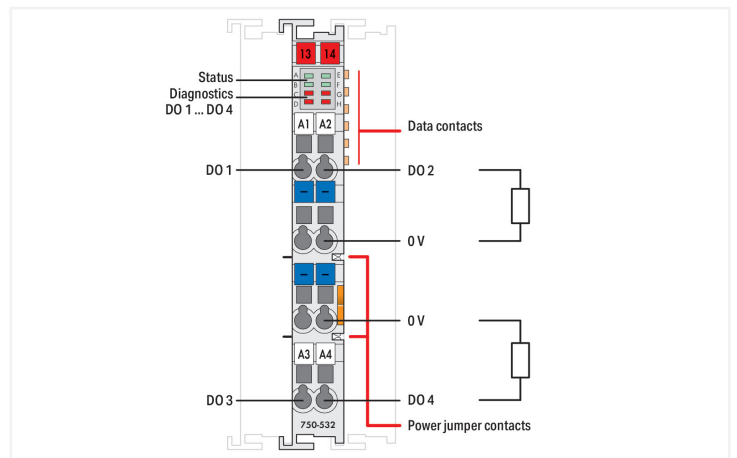 13 14
A E
Status
B F
Diagnostics
C G
DO 1 ... DO 4
D H
A1 A2
Data contacts
DO 1
DO 2
– –
0 V
– –
0 V
A3 A4
DO 3
DO 4
750-532
Power jumper contacts